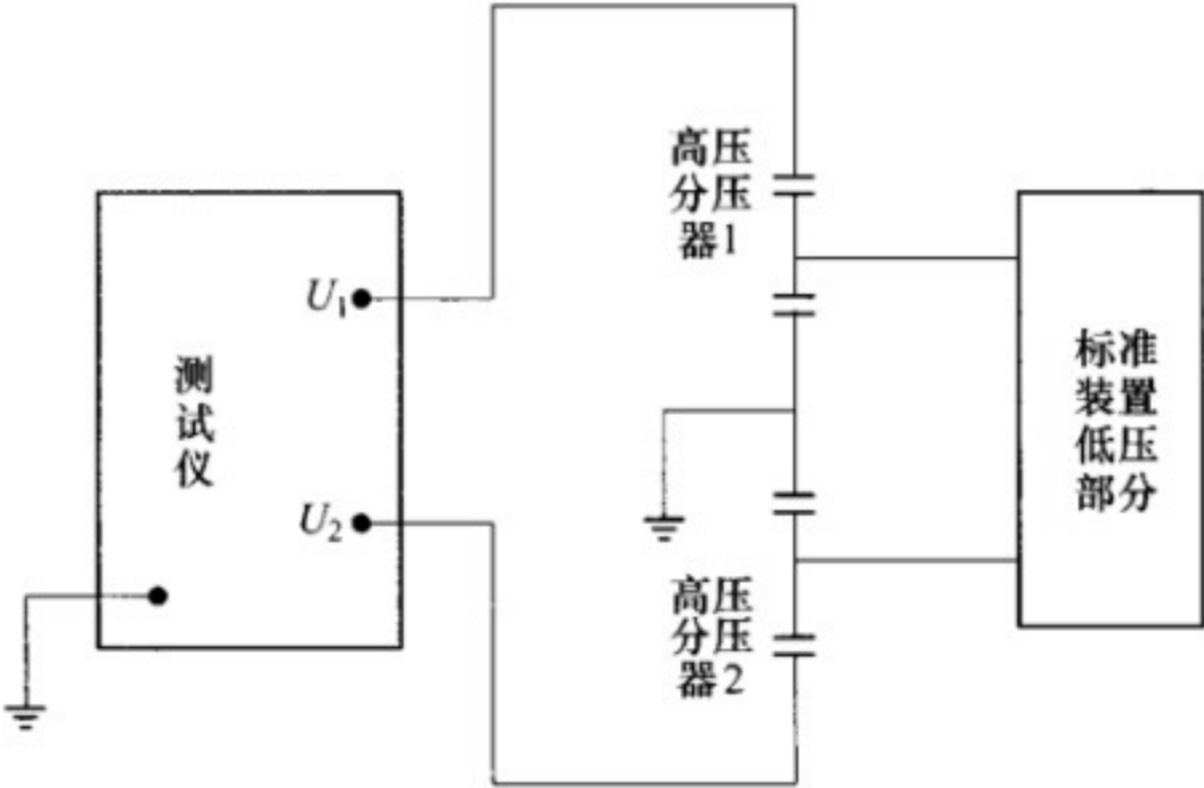 高压
分压
器1
U₁
测
试
仪
U₂
标准
装置
低压
部分
高压
分压
器2